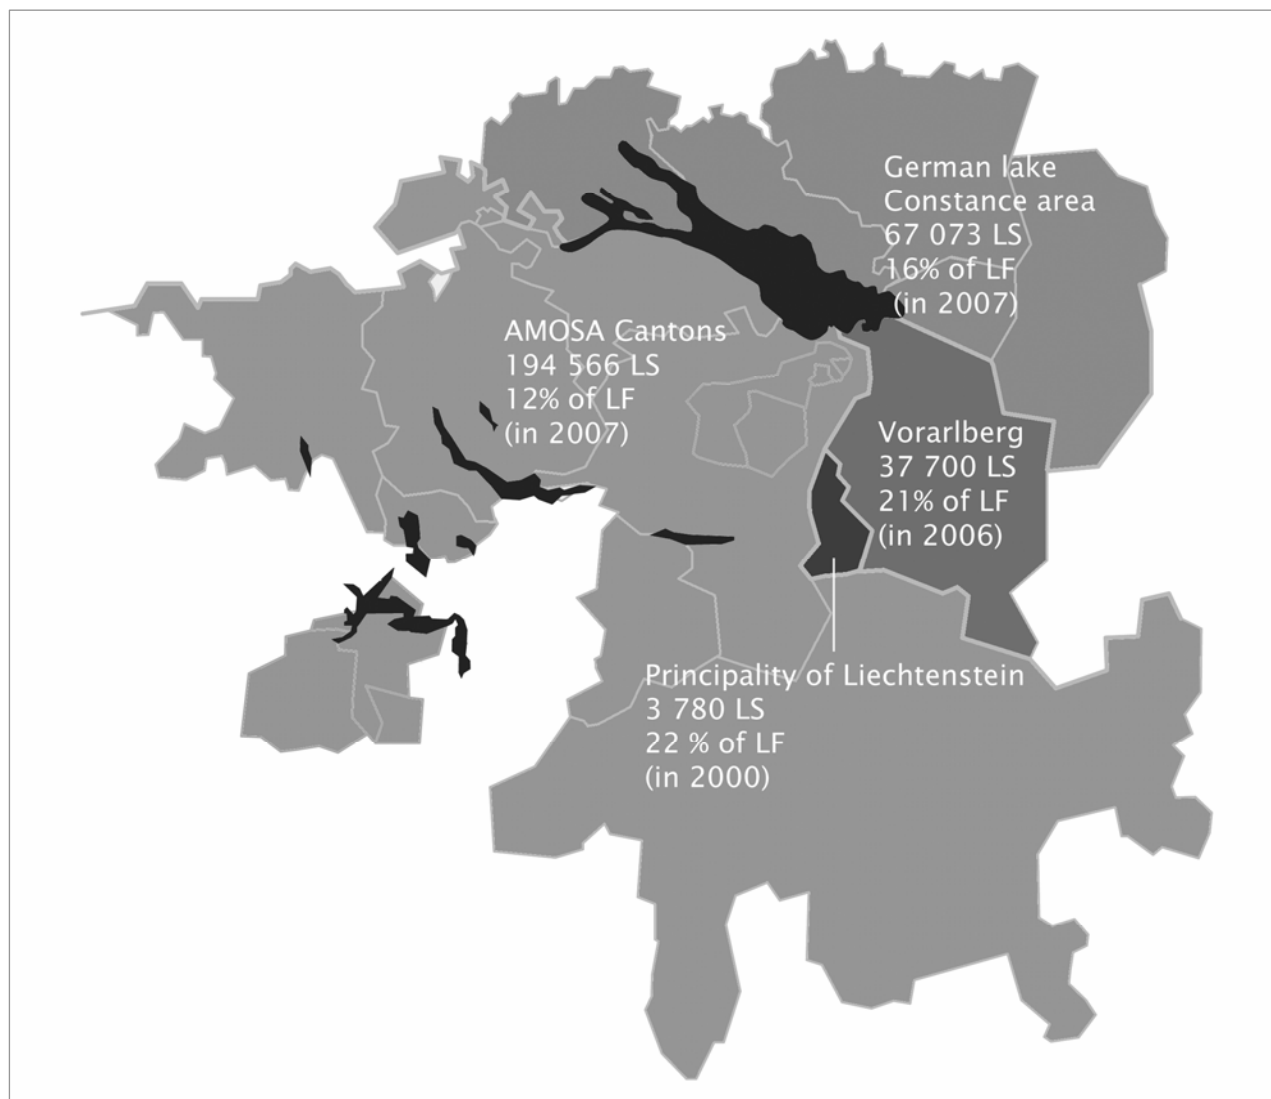 German lake
Constance area
67 073 LS
16% of LF
(in 2007)
AMOSA Cantons
194 566 LS
12% of LF
(in 2007)
Vorarlberg
37 700 LS
21% of LF
(in 2006)
Principality of Liechtenstein
3 780 LS
22 % of LF
(in 2000)